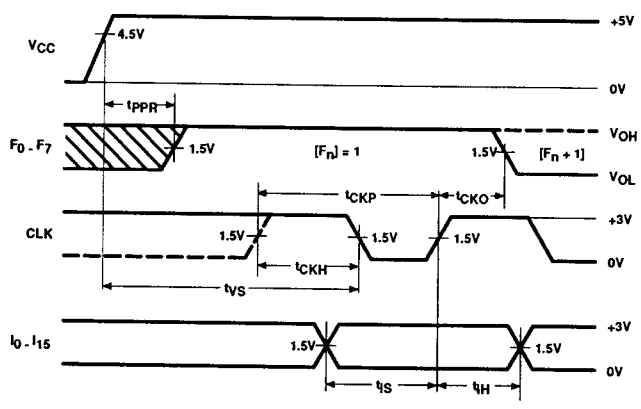 +5V
VCC
4.5V
0V
tPPR
VOH
F0 - F7
1.5V
[Fn] = 1
1.5V
[Fn + 1]
VOL
tCKP
tCKO
CLK
+3V
1.5V
1.5V
1.5V
0V
tCKH
tVS
+3V
I0 - I15
1.5V
1.5V
0V
tIS
tIH